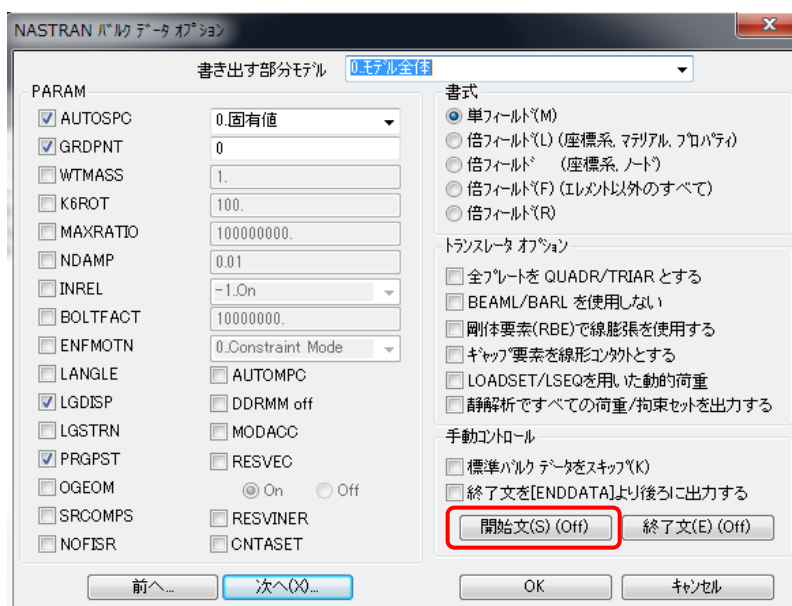 NASTRAN ﾊﾞﾙｸ ﾃﾞｰﾀ ｵﾌﾟｼｮﾝ
書き出す部分ﾓﾃﾞﾙ 0..ﾓﾃﾞﾙ全体
PARAM
AUTOSPC 0..固有値
GRDPNT 0
WTMASS 1.
K6ROT 100.
MAXRATIO 100000000.
NDAMP 0.01
INREL -1..On
BOLTFACT 10000000.
ENFMOTN 0..Constraint Mode
LANGLE AUTOMPC
LGDISP DDRMM off
LGSTRN MODACC
PRGPST RESVEC
OGEOM On Off
SRCOMPS RESVINER
NOFISR CNTASET
書式
単ﾌｨｰﾙﾄﾞ(M)
倍ﾌｨｰﾙﾄﾞ(L) (座標系, ﾏﾃﾘｱﾙ, ﾌﾟﾛﾊﾟﾃｨ)
倍ﾌｨｰﾙﾄﾞ (座標系, ﾉｰﾄﾞ)
倍ﾌｨｰﾙﾄﾞ(F) (ｴﾚﾒﾝﾄ以外のすべて)
倍ﾌｨｰﾙﾄﾞ(R)
ﾄﾗﾝｽﾚｰﾀ ｵﾌﾟｼｮﾝ
全ﾌﾟﾚｰﾄを QUADR/TRIAR とする
BEAML/BARL を使用しない
剛体要素(RBE)で線膨張を使用する
ｷﾞｬｯﾌﾟ要素を線形ｺﾝﾀｸﾄとする
LOADSET/LSEQを用いた動的荷重
静解析ですべての荷重/拘束セットを出力する
手動ｺﾝﾄﾛｰﾙ
標準ﾊﾞﾙｸ ﾃﾞｰﾀをｽｷｯﾌﾟ(K)
終了文を[ENDDATA]より後ろに出力する
開始文(S) (Off) 終了文(E) (Off)
前へ... 次へ(X)... OK ｷｬﾝｾﾙ